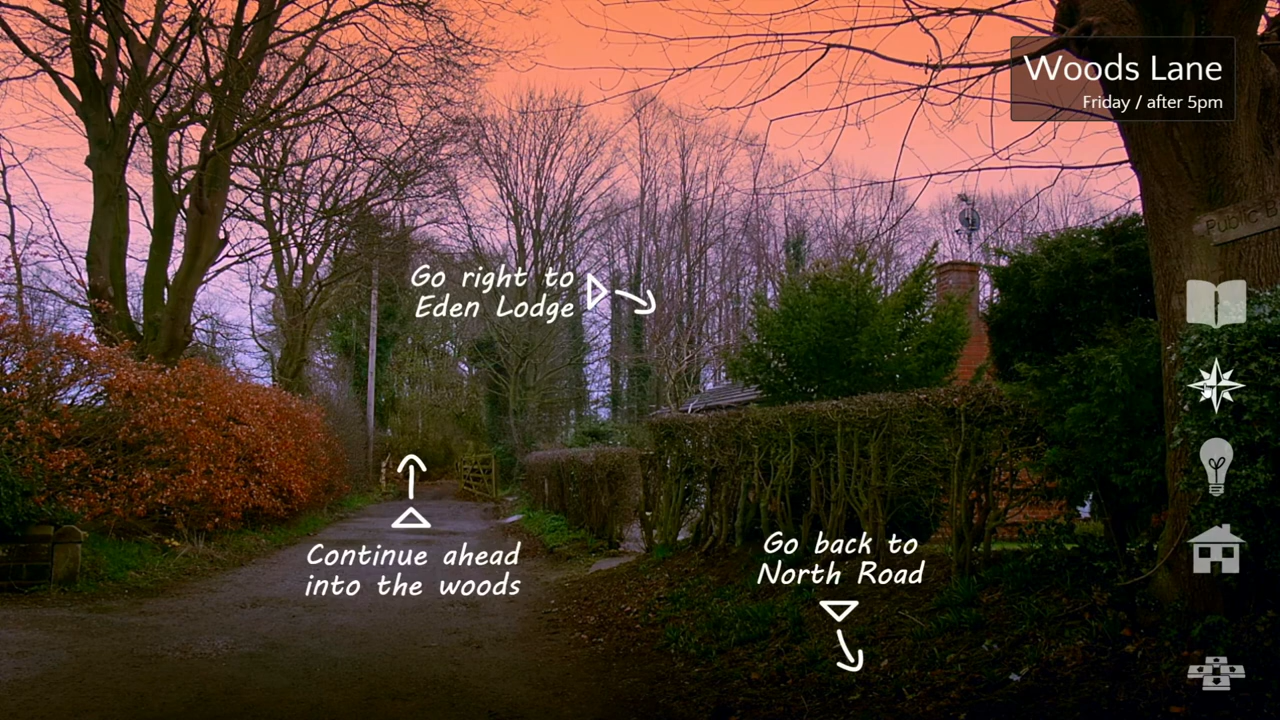 Woods Lane
Friday / after 5pm
Public B
Go right to
Eden Lodge
Continue ahead
into the woods
Go back to
North Road